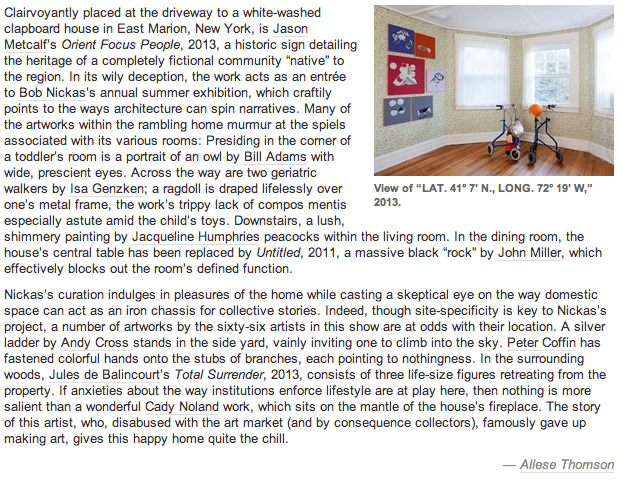 Clairvoyantly placed at the driveway to a white-washed
clapboard house in East Marion, New York, is Jason
Metcalf's Orient Focus People, 2013, a historic sign detailing
the heritage of a completely fictional community “native” to
the region. In its wily deception, the work acts as an entrée
to Bob Nickas's annual summer exhibition, which craftily
points to the ways architecture can spin narratives. Many of
the artworks within the rambling home murmur at the spiels
associated with its various rooms: Presiding in the corner of
a toddler's room is a portrait of an owl by Bill Adams with
wide, prescient eyes. Across the way are two geriatric
walkers by Isa Genzken; a ragdoll is draped lifelessly over
one's metal frame, the work's trippy lack of compos mentis
especially astute amid the child's toys. Downstairs, a lush,
shimmery painting by Jacqueline Humphries peacocks within the living room. In the dining room, the
house's central table has been replaced by Untitled, 2011, a massive black “rock” by John Miller, which
effectively blocks out the room's defined function.
View of “LAT. 41° 7’ N., LONG. 72° 19’ W,”
2013.
Nickas's curation indulges in pleasures of the home while casting a skeptical eye on the way domestic
space can act as an iron chassis for collective stories. Indeed, though site-specificity is key to Nickas's
project, a number of artworks by the sixty-six artists in this show are at odds with their location. A silver
ladder by Andy Cross stands in the side yard, vainly inviting one to climb into the sky. Peter Coffin has
fastened colorful hands onto the stubs of branches, each pointing to nothingness. In the surrounding
woods, Jules de Balincourt's Total Surrender, 2013, consists of three life-size figures retreating from the
property. If anxieties about the way institutions enforce lifestyle are at play here, then nothing is more
salient than a wonderful Cady Noland work, which sits on the mantle of the house's fireplace. The story
of this artist, who, disabused with the art market (and by consequence collectors), famously gave up
making art, gives this happy home quite the chill.
— Allese Thomson